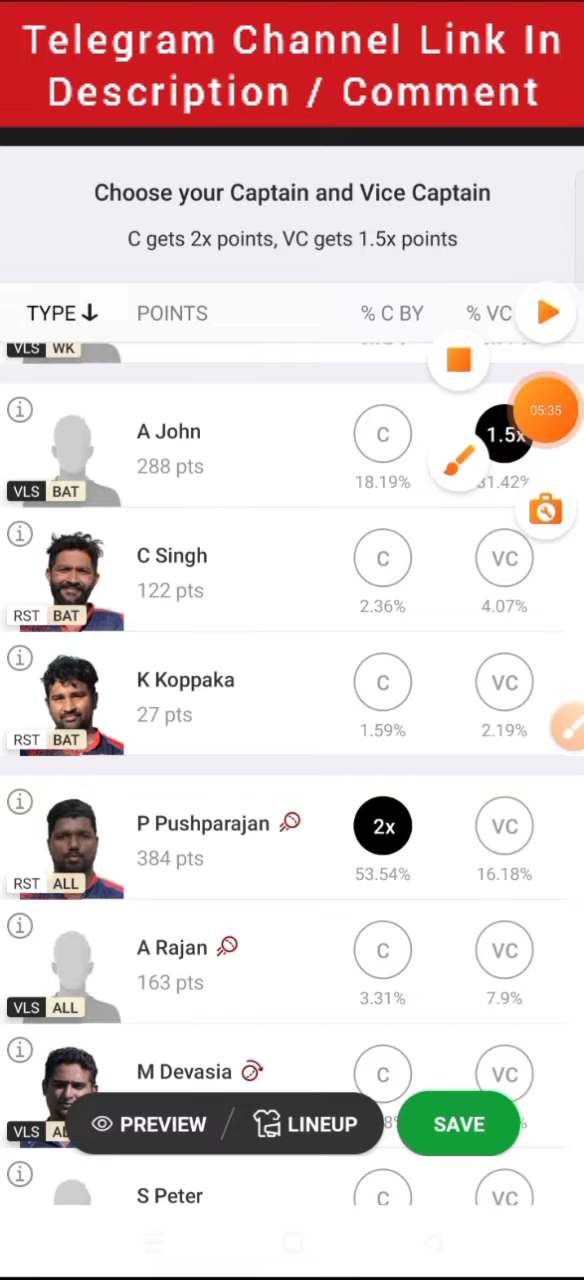 Telegram Channel Link In
Description / Comment
Choose your Captain and Vice Captain
C gets 2x points, VC gets 1.5x points
TYPE POINTS % C BY % VC
VLS WK
A John
288 pts
VLS BAT
C 1.5x
18.19%
05:35
C Singh
122 pts
RST BAT
C VC
2.36% 4.07%
K Koppaka
27 pts
RST BAT
C VC
1.59% 2.19%
P Pushparajan
384 pts
RST ALL
2x VC
53.54% 16.18%
A Rajan
163 pts
VLS ALL
C VC
3.31% 7.9%
M Devasia
VLS
C VC
PREVIEW / LINEUP SAVE
S Peter
C VC